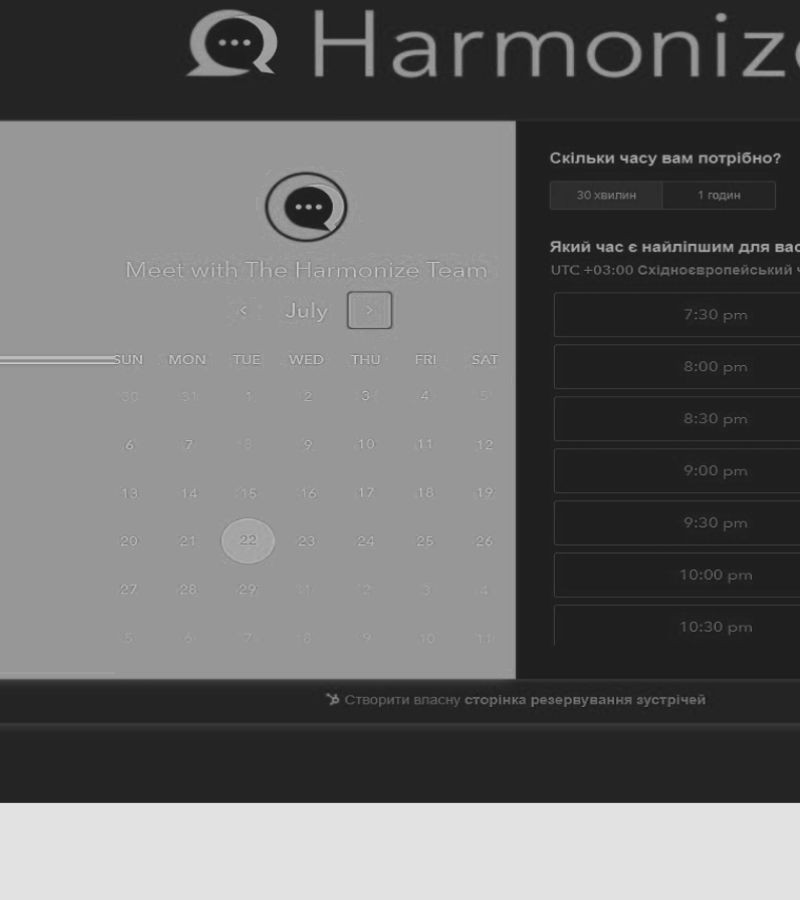 Harmonize
Meet with The Harmonize Team
< July >
SUN MON TUE WED THU FRI SAT
30 31 1 2 3 4 5
6 7 8 9 10 11 12
13 14 15 16 17 18 19
20 21 22 23 24 25 26
27 28 29 2 3 4
5 6 7 8 9 10 11
Скільки часу вам потрібно?
30 хвилин 1 годин
Який час є найліпшим для вас
UTC +03:00 Східноєвропейський ч
7:30 pm
8:00 pm
8:30 pm
9:00 pm
9:30 pm
10:00 pm
10:30 pm
Створити власну сторінка резервування зустрічей